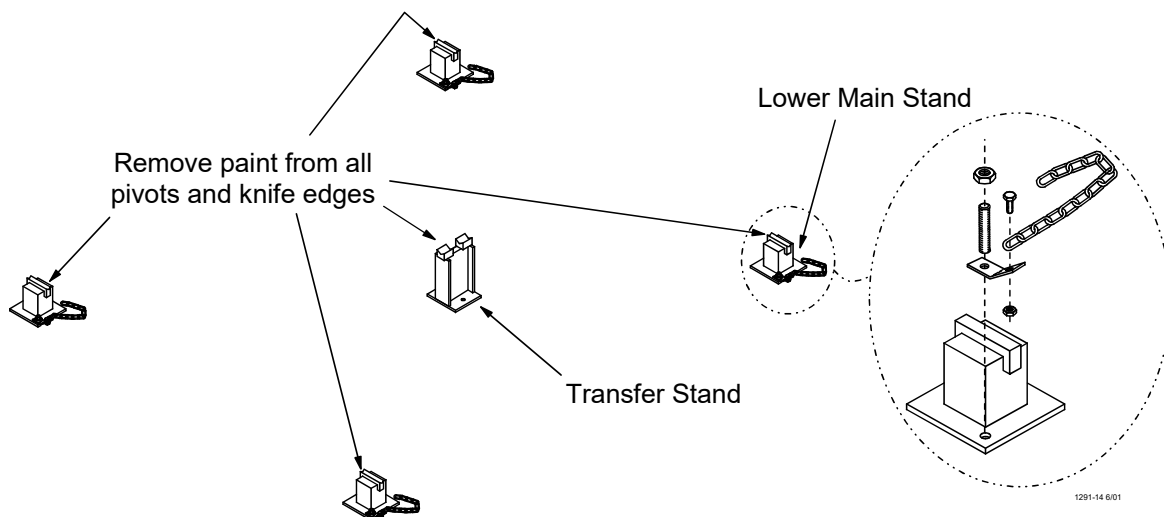 Lower Main Stand
Remove paint from all
pivots and knife edges
Transfer Stand
1291-14 6/01